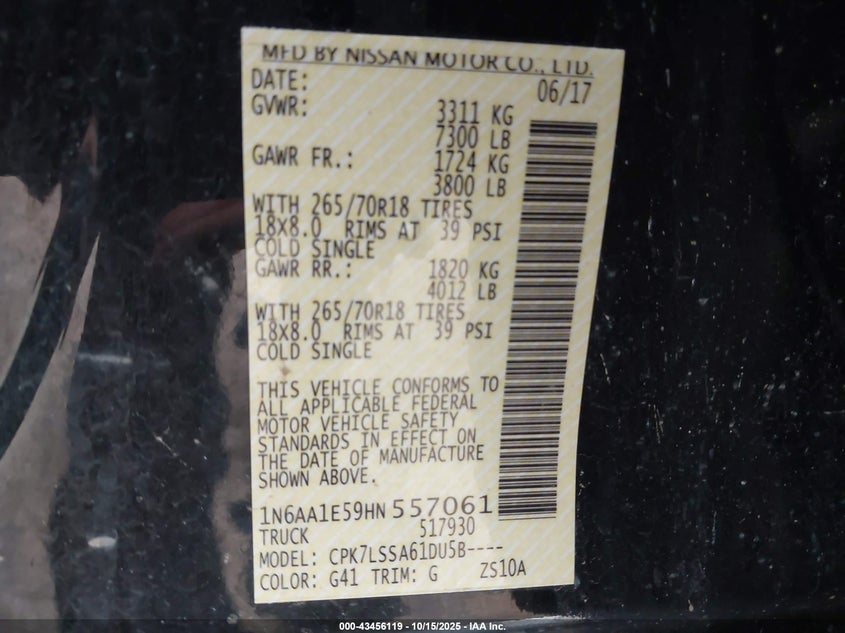 MFD BY NISSAN MOTOR CO., LTD.
DATE: 06/17
GVWR: 3311 KG
7300 LB
GAWR FR.: 1724 KG
3800 LB
WITH 265/70R18 TIRES
18X8.0 RIMS AT 39 PSI
COLD SINGLE
GAWR RR.: 1820 KG
4012 LB
WITH 265/70R18 TIRES
18X8.0 RIMS AT 39 PSI
COLD SINGLE
THIS VEHICLE CONFORMS TO
ALL APPLICABLE FEDERAL
MOTOR VEHICLE SAFETY
STANDARDS IN EFFECT ON
THE DATE OF MANUFACTURE
SHOWN ABOVE.
1N6AA1E59HN 557061
TRUCK 517930
MODEL: CPK7LSSA61DU5B----
COLOR: G41 TRIM: G ZS10A
000-43456119 - 10/15/2025 - IAA Inc.